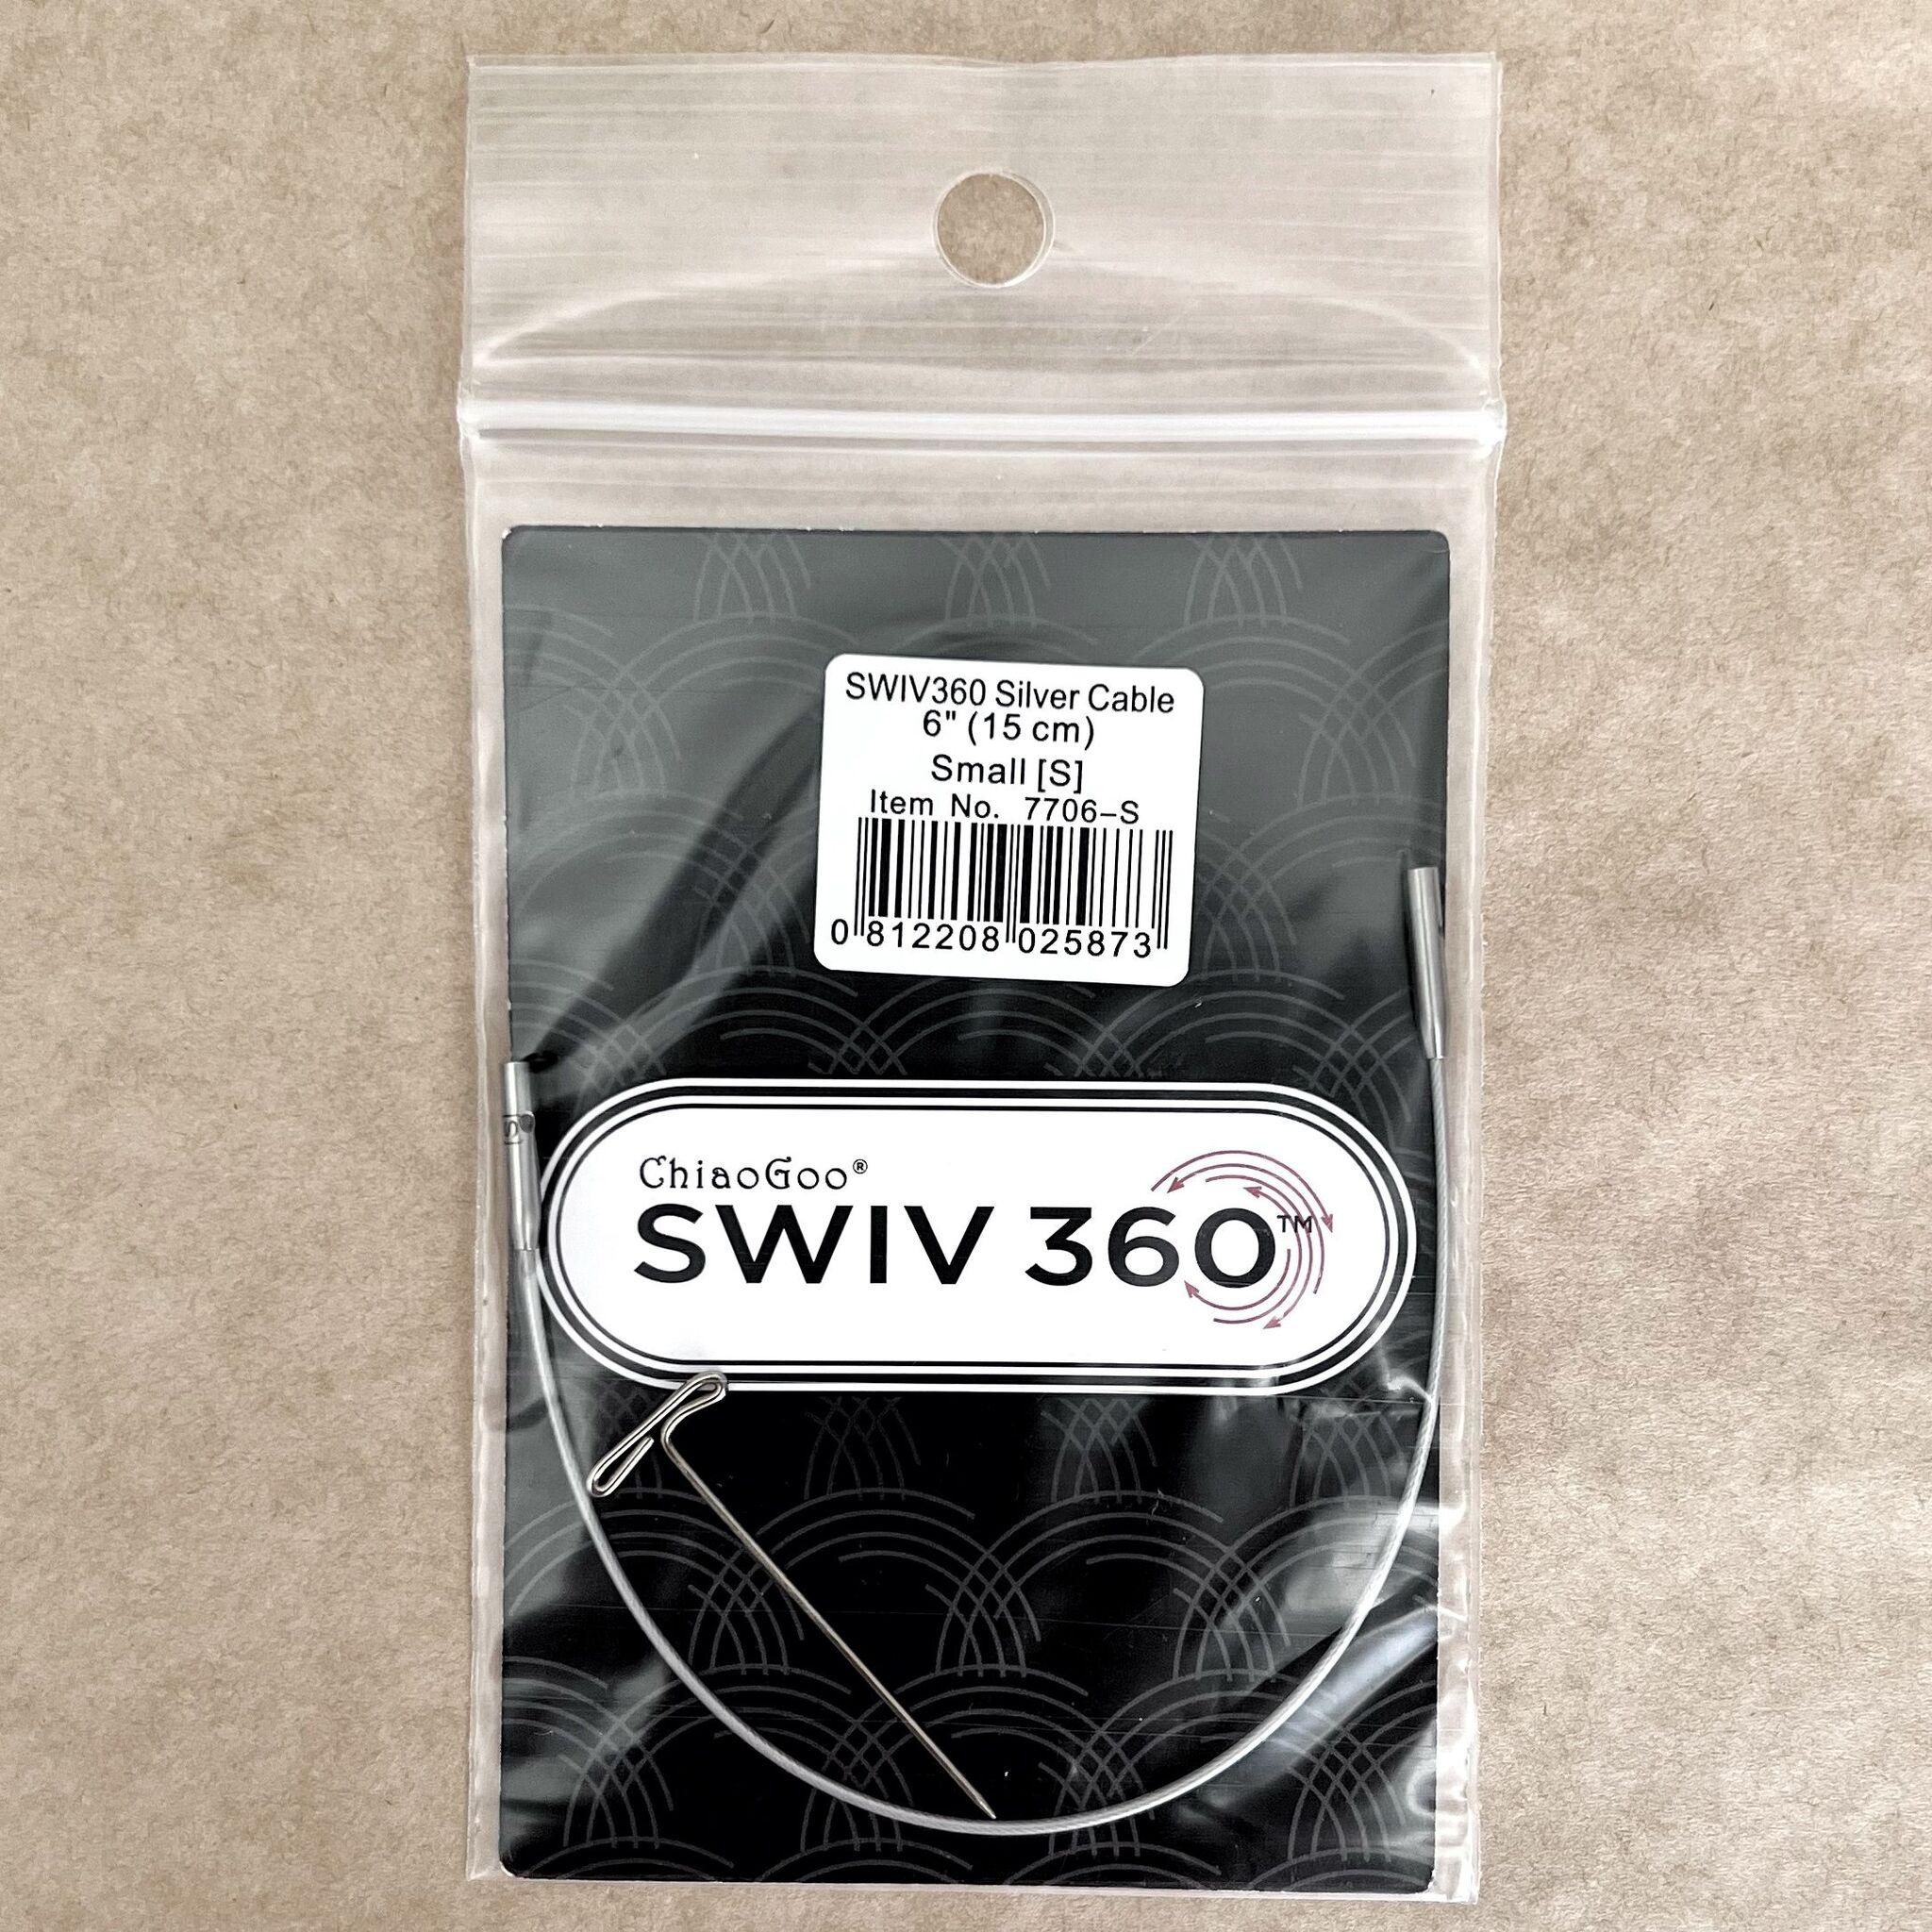 SWIV360 Silver Cable
6" (15 cm)
Small [S]
Item No. 7706-S
0 812208 025873
S
ChiaoGoo®
SWIV 360™